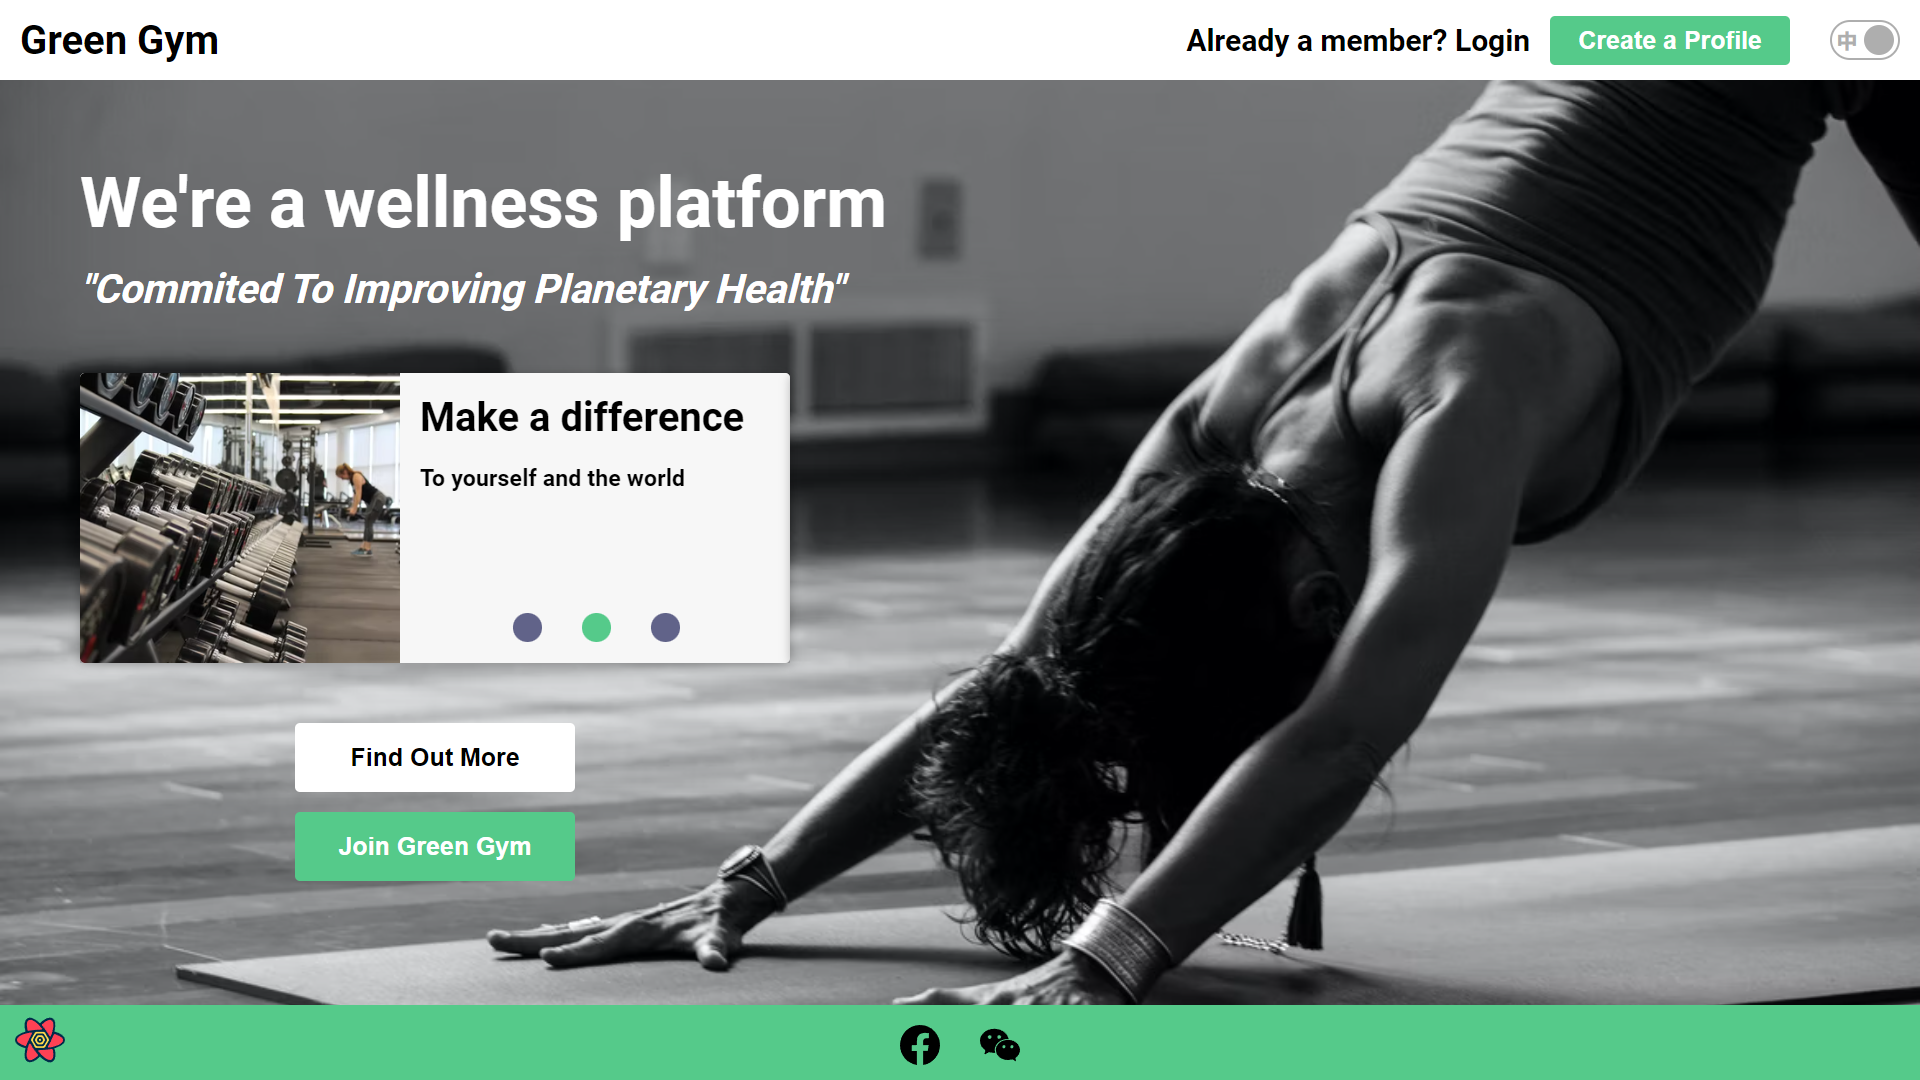 Green Gym
Already a member? Login
Create a Profile
中
We're a wellness platform
"Commited To Improving Planetary Health"
Make a difference
To yourself and the world
Find Out More
Join Green Gym